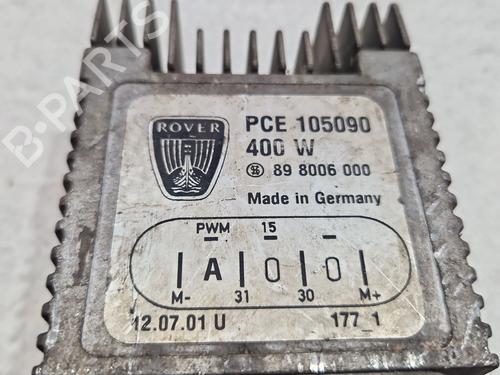 B-PARTS
ROVER
PCE 105090
400 W
89 8006 000
Made in Germany
PWM 15
A 0 0
M- 31 30 M+
12.07.01 U 177_1